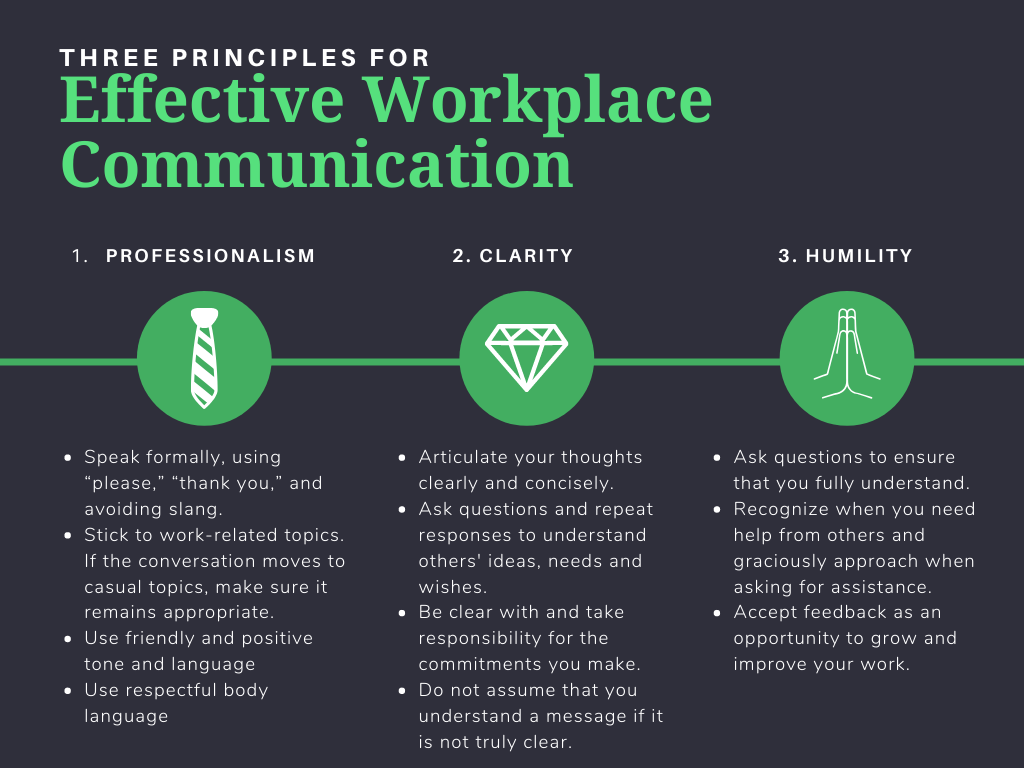 THREE PRINCIPLES FOR
Effective Workplace
Communication
1. PROFESSIONALISM
• Speak formally, using
“please,” “thank you,” and
avoiding slang.
• Stick to work-related topics.
If the conversation moves to
casual topics, make sure it
remains appropriate.
• Use friendly and positive
tone and language
• Use respectful body
language
2. CLARITY
• Articulate your thoughts
clearly and concisely.
• Ask questions and repeat
responses to understand
others' ideas, needs and
wishes.
• Be clear with and take
responsibility for the
commitments you make.
• Do not assume that you
understand a message if it
is not truly clear.
3. HUMILITY
• Ask questions to ensure
that you fully understand.
• Recognize when you need
help from others and
graciously approach when
asking for assistance.
• Accept feedback as an
opportunity to grow and
improve your work.